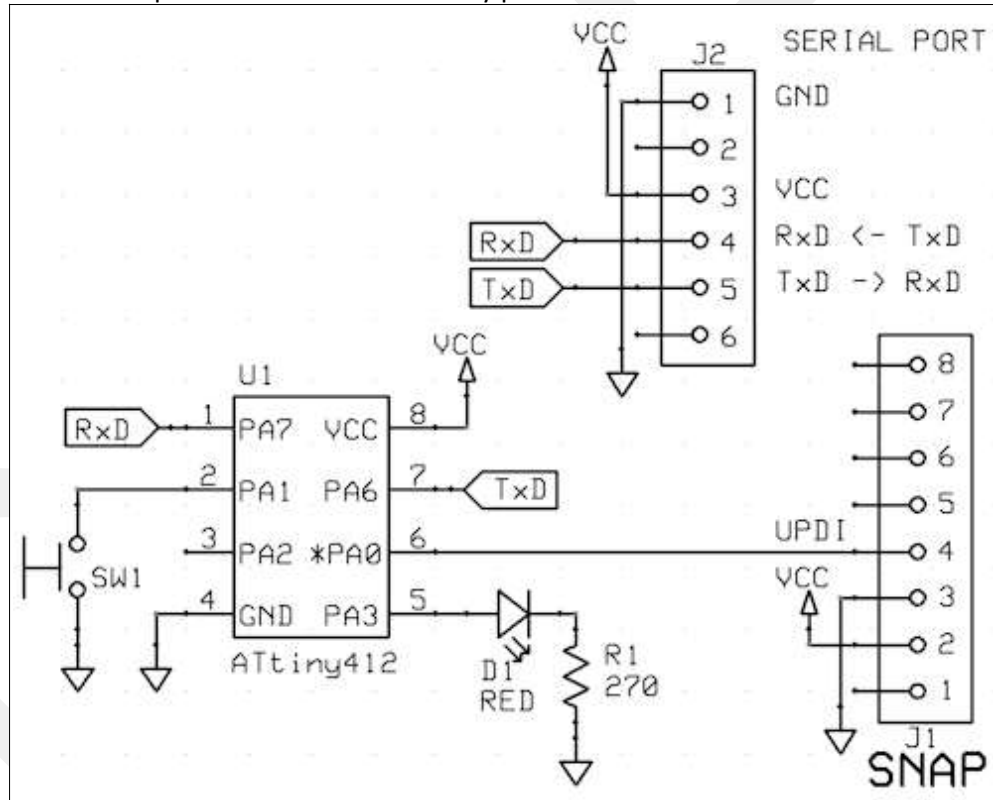 VCC
SERIAL PORT
J2
1 GND
2
3 VCC
RxD 4 RxD <- TxD
TxD 5 TxD -> RxD
6
VCC
U1
8
RxD 1 PA7 VCC 8
7
6
2 PA1 PA6 7 TxD
5
UPDI
3 PA2 *PA0 6 4
SW1
VCC
3
4 GND PA3 5
ATtiny412
2
D1
RED
R1
270
1
J1
SNAP